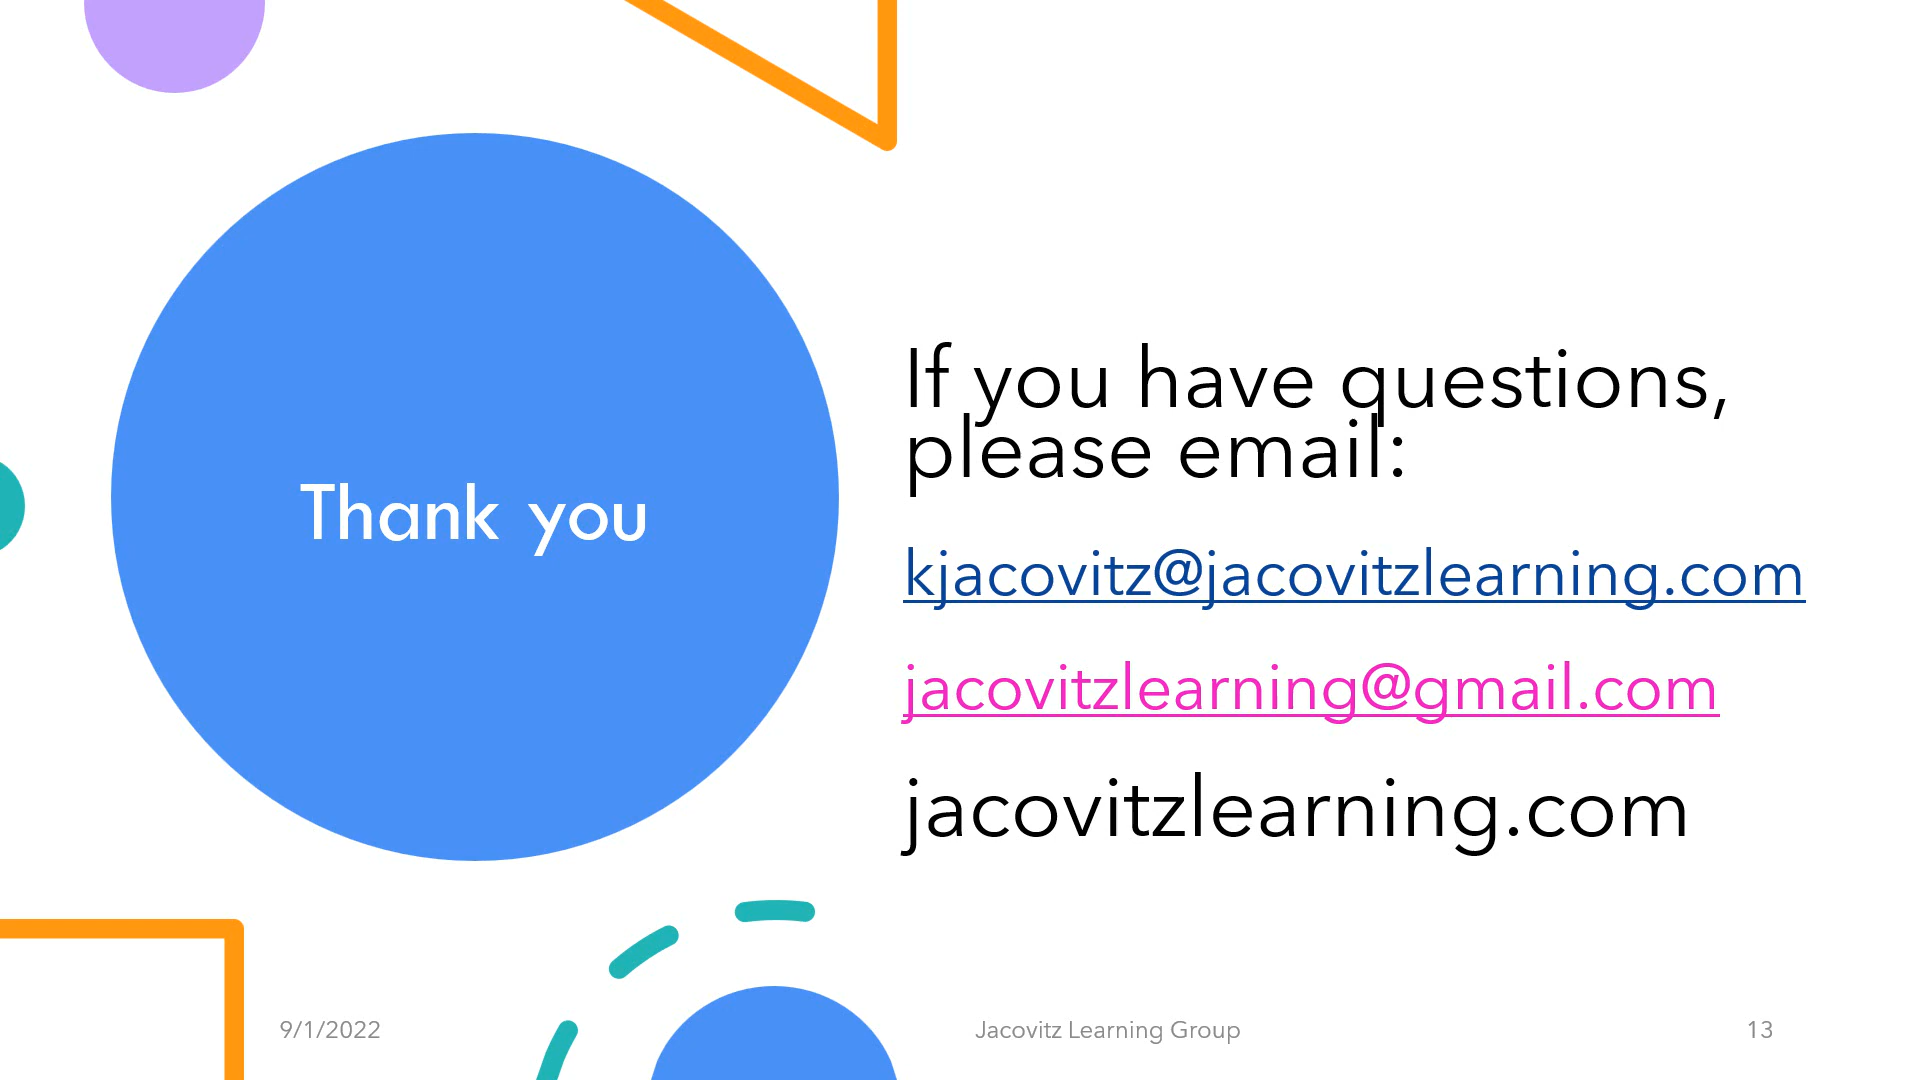 Thank you
If you have questions,
please email:
kjacovitz@jacovitzlearning.com
jacovitzlearning@gmail.com
jacovitzlearning.com
9/1/2022
Jacovitz Learning Group
13